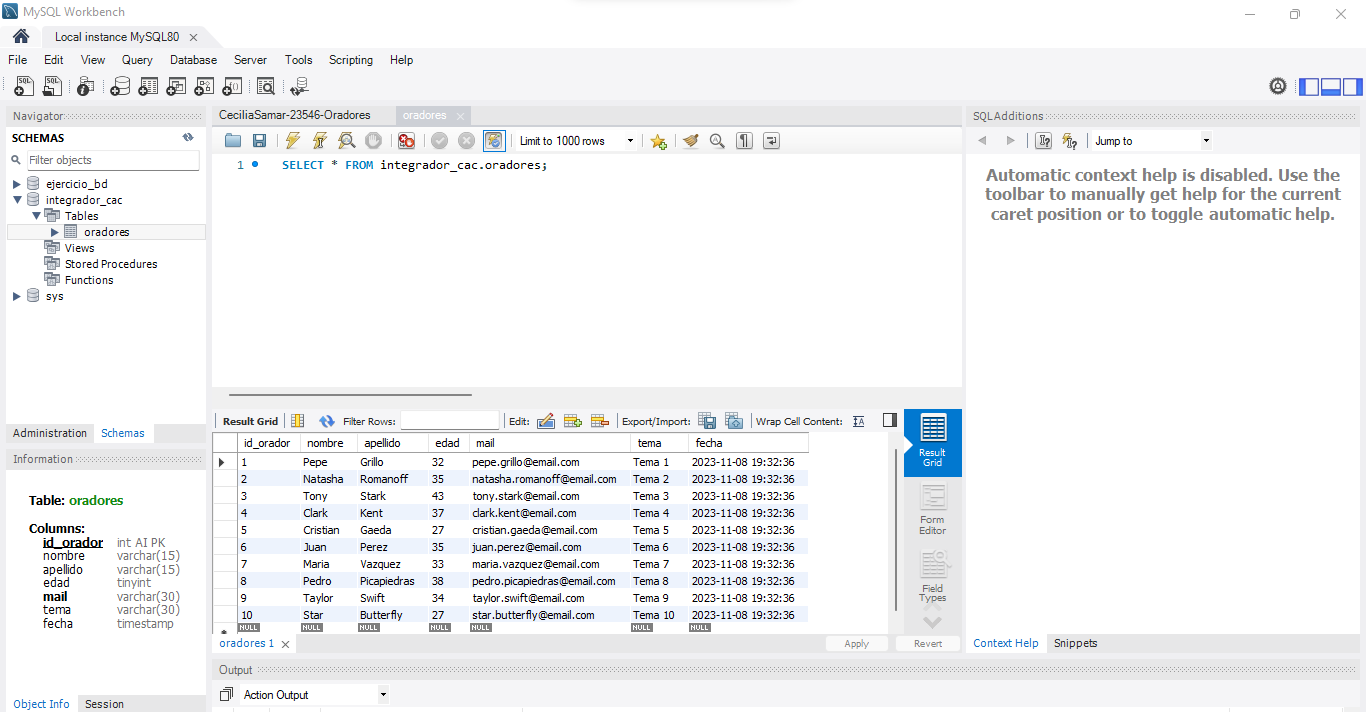 MySQL Workbench
Local instance MySQL80
File Edit View Query Database Server Tools Scripting Help
Navigator
SCHEMAS
Filter objects
ejercicio_bd
integrador_cac
Tables
oradores
Views
Stored Procedures
Functions
sys
Administration Schemas
Information
Table: oradores
Columns:
id_orador int AI PK
nombre varchar(15)
apellido varchar(15)
edad tinyint
mail varchar(30)
tema varchar(30)
fecha timestamp
Object Info Session
CeciliaSamar-23546-Oradores oradores
Limit to 1000 rows
1 SELECT * FROM integrador_cac.oradores;
Result Grid Filter Rows: Edit: Export/Import: Wrap Cell Content:
id_orador nombre apellido edad mail tema fecha
1 Pepe Grillo 32 pepe.grillo@email.com Tema 1 2023-11-08 19:32:36
2 Natasha Romanoff 35 natasha.romanoff@email.com Tema 2 2023-11-08 19:32:36
3 Tony Stark 43 tony.stark@email.com Tema 3 2023-11-08 19:32:36
4 Clark Kent 37 clark.kent@email.com Tema 4 2023-11-08 19:32:36
5 Cristian Gaeda 27 cristian.gaeda@email.com Tema 5 2023-11-08 19:32:36
6 Juan Perez 35 juan.perez@email.com Tema 6 2023-11-08 19:32:36
7 Maria Vazquez 33 maria.vazquez@email.com Tema 7 2023-11-08 19:32:36
8 Pedro Picapiedras 38 pedro.picapiedras@email.com Tema 8 2023-11-08 19:32:36
9 Taylor Swift 34 taylor.swift@email.com Tema 9 2023-11-08 19:32:36
10 Star Butterfly 27 star.butterfly@email.com Tema 10 2023-11-08 19:32:36
NULL NULL NULL NULL NULL NULL NULL
Result
Grid
Form
Editor
Field
Types
oradores 1
Apply Revert
Output
Action Output
SQLAdditions
Jump to
Automatic context help is disabled. Use the
toolbar to manually get help for the current
caret position or to toggle automatic help.
Context Help Snippets